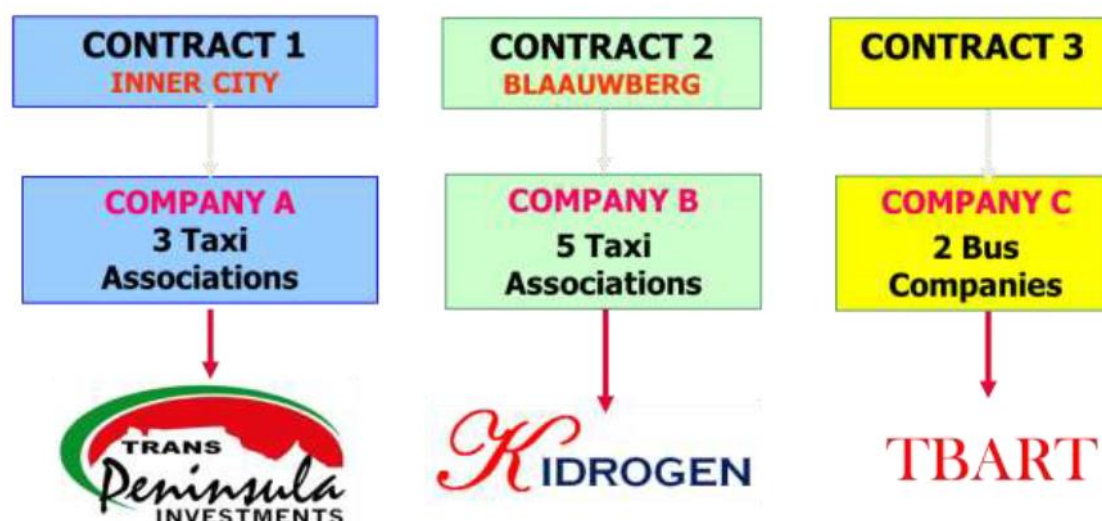 CONTRACT 1
INNER CITY
COMPANY A
3 Taxi
Associations
TRANS
Peninsula
INVESTMENTS
CONTRACT 2
BLAAUWBERG
COMPANY B
5 Taxi
Associations
KIDROGEN
CONTRACT 3
COMPANY C
2 Bus
Companies
TBART